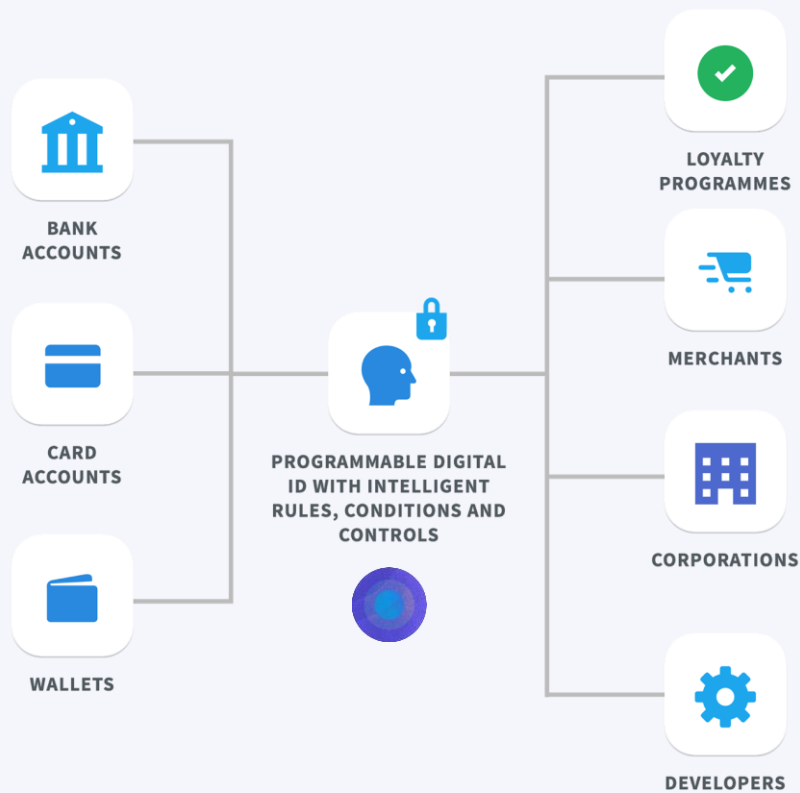 BANK
ACCOUNTS
CARD
ACCOUNTS
WALLETS
PROGRAMMABLE DIGITAL
ID WITH INTELLIGENT
RULES, CONDITIONS AND
CONTROLS
LOYALTY
PROGRAMMES
MERCHANTS
CORPORATIONS
DEVELOPERS